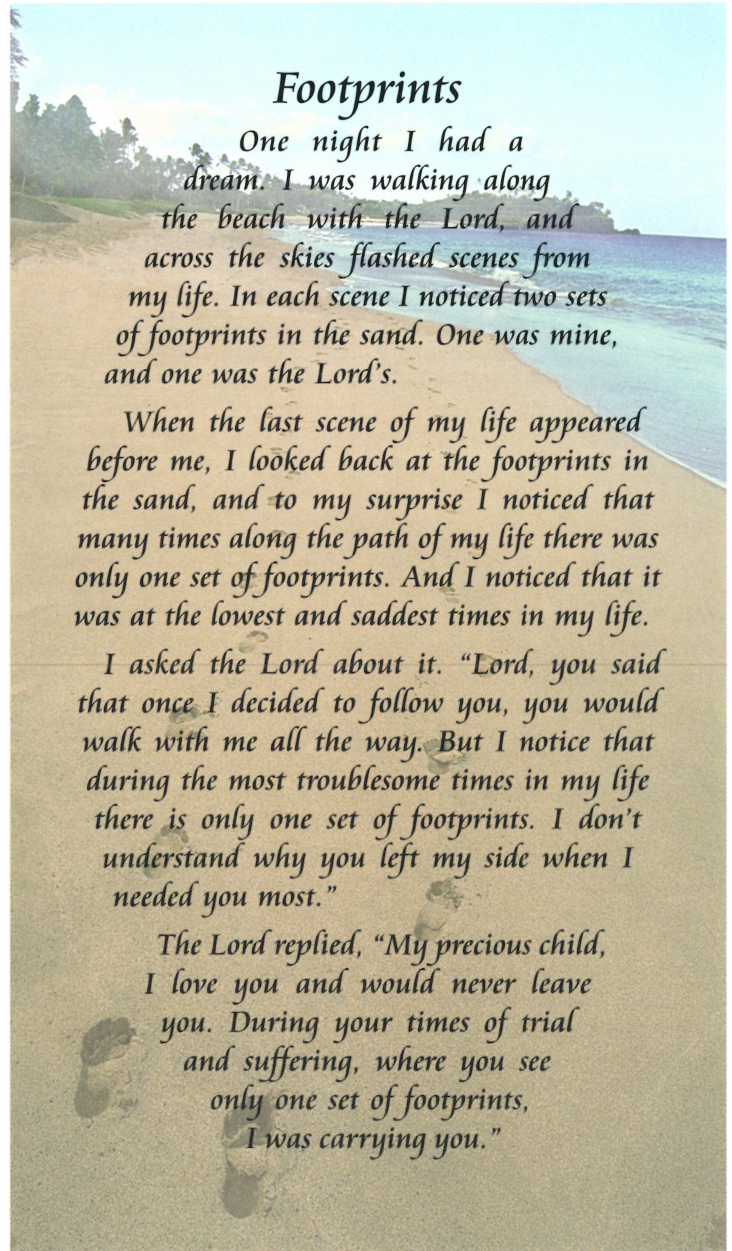 Footprints
One night I had a
dream. I was walking along
the beach with the Lord, and
across the skies flashed scenes from
my life. In each scene I noticed two sets
of footprints in the sand. One was mine,
and one was the Lord's.
When the last scene of my life appeared
before me, I looked back at the footprints in
the sand, and to my surprise I noticed that
many times along the path of my life there was
only one set of footprints. And I noticed that it
was at the lowest and saddest times in my life.
I asked the Lord about it. “Lord, you said
that once I decided to follow you, you would
walk with me all the way. But I notice that
during the most troublesome times in my life
there is only one set of footprints. I don't
understand why you left my side when I
needed you most.”
The Lord replied, “My precious child,
I love you and would never leave
you. During your times of trial
and suffering, where you see
only one set of footprints,
I was carrying you.”